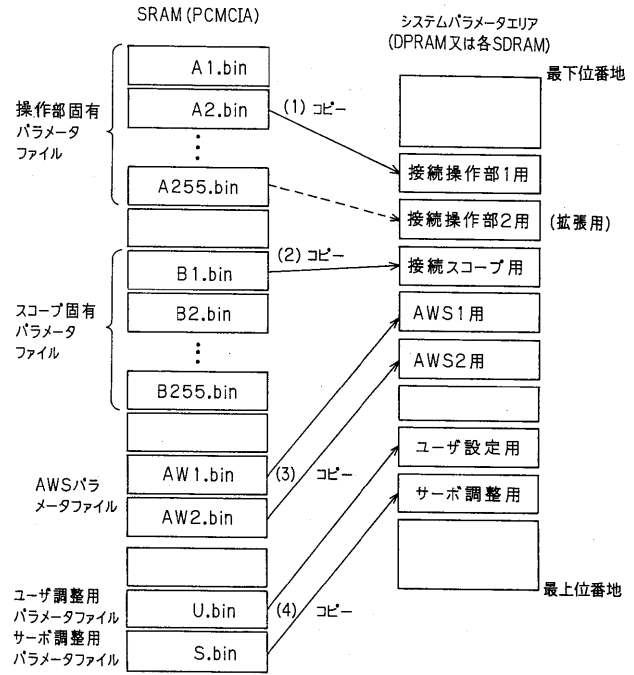 SRAM(PCMCIA)
A1.bin
A2.bin
A255.bin
B1.bin
B2.bin
B255.bin
AW1.bin
AW2.bin
U.bin
S.bin
操作部固有
パラメータ
ファイル
スコープ固有
パラメータ
ファイル
AWSパラ
メータファイル
ユーザ調整用
パラメータファイル
サーボ調整用
パラメータファイル
(1) コピー
(2) コピー
(3) コピー
(4) コピー
システムパラメータエリア
(DPRAM又は各SDRAM)
最下位番地
接続操作部1用
接続操作部2用 (拡張用)
接続スコープ用
AWS1用
AWS2用
ユーザ設定用
サーボ調整用
最上位番地